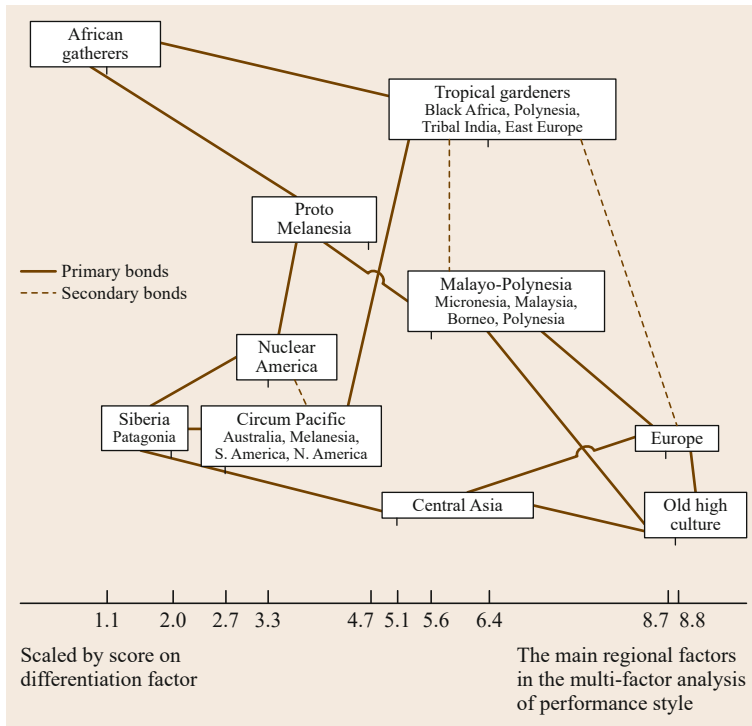 African
gatherers
Tropical gardeners
Black Africa, Polynesia,
Tribal India, East Europe
Proto
Melanesia
Primary bonds
Secondary bonds
Malayo-Polynesia
Micronesia, Malaysia,
Borneo, Polynesia
Nuclear
America
Siberia
Patagonia
Circum Pacific
Australia, Melanesia,
S. America, N. America
Europe
Central Asia
Old high
culture
1.1 2.0 2.7 3.3 4.7 5.1 5.6 6.4 8.7 8.8
Scaled by score on
differentiation factor
The main regional factors
in the multi-factor analysis
of performance style